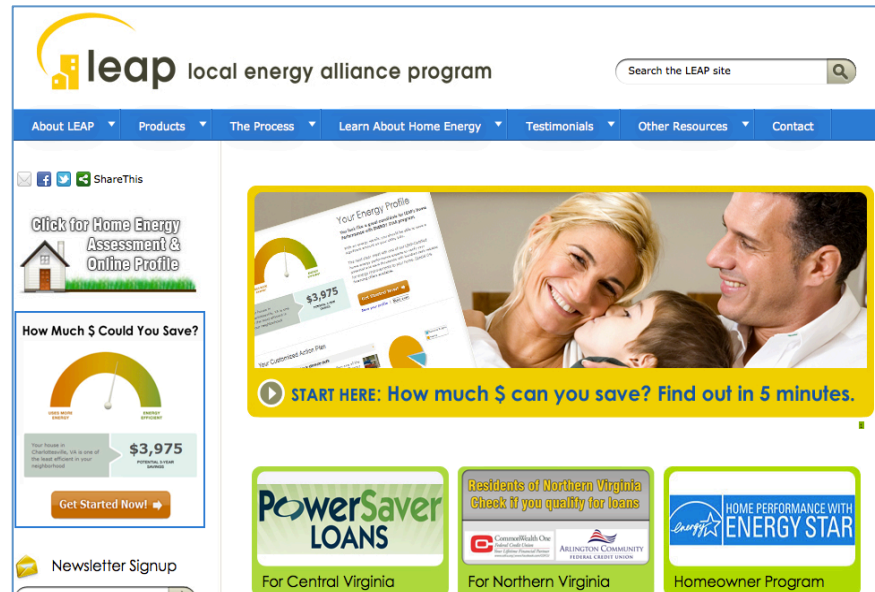 leap local energy alliance program
Search the LEAP site
About LEAP Products The Process Learn About Home Energy Testimonials Other Resources Contact
ShareThis
Click for Home Energy
Assessment &
Online Profile
How Much $ Could You Save?
USES MORE
ENERGY
ENERGY
EFFICIENT
Your house in
Charlottesville, VA is one of
the least efficient in your
neighborhood
$3,975
POTENTIAL 5-YEAR
SAVINGS
Get Started Now!
Newsletter Signup
Your Energy Profile
$3,975
Get Started Now!
Your Customized Action Plan
START HERE: How much $ can you save? Find out in 5 minutes.
PowerSaver
LOANS
For Central Virginia
Residents of Northern Virginia
Check if you qualify for loans
CommonWealth One
Federal Credit Union
ARLINGTON COMMUNITY
FEDERAL CREDIT UNION
For Northern Virginia
energy
HOME PERFORMANCE WITH
ENERGY STAR
Homeowner Program